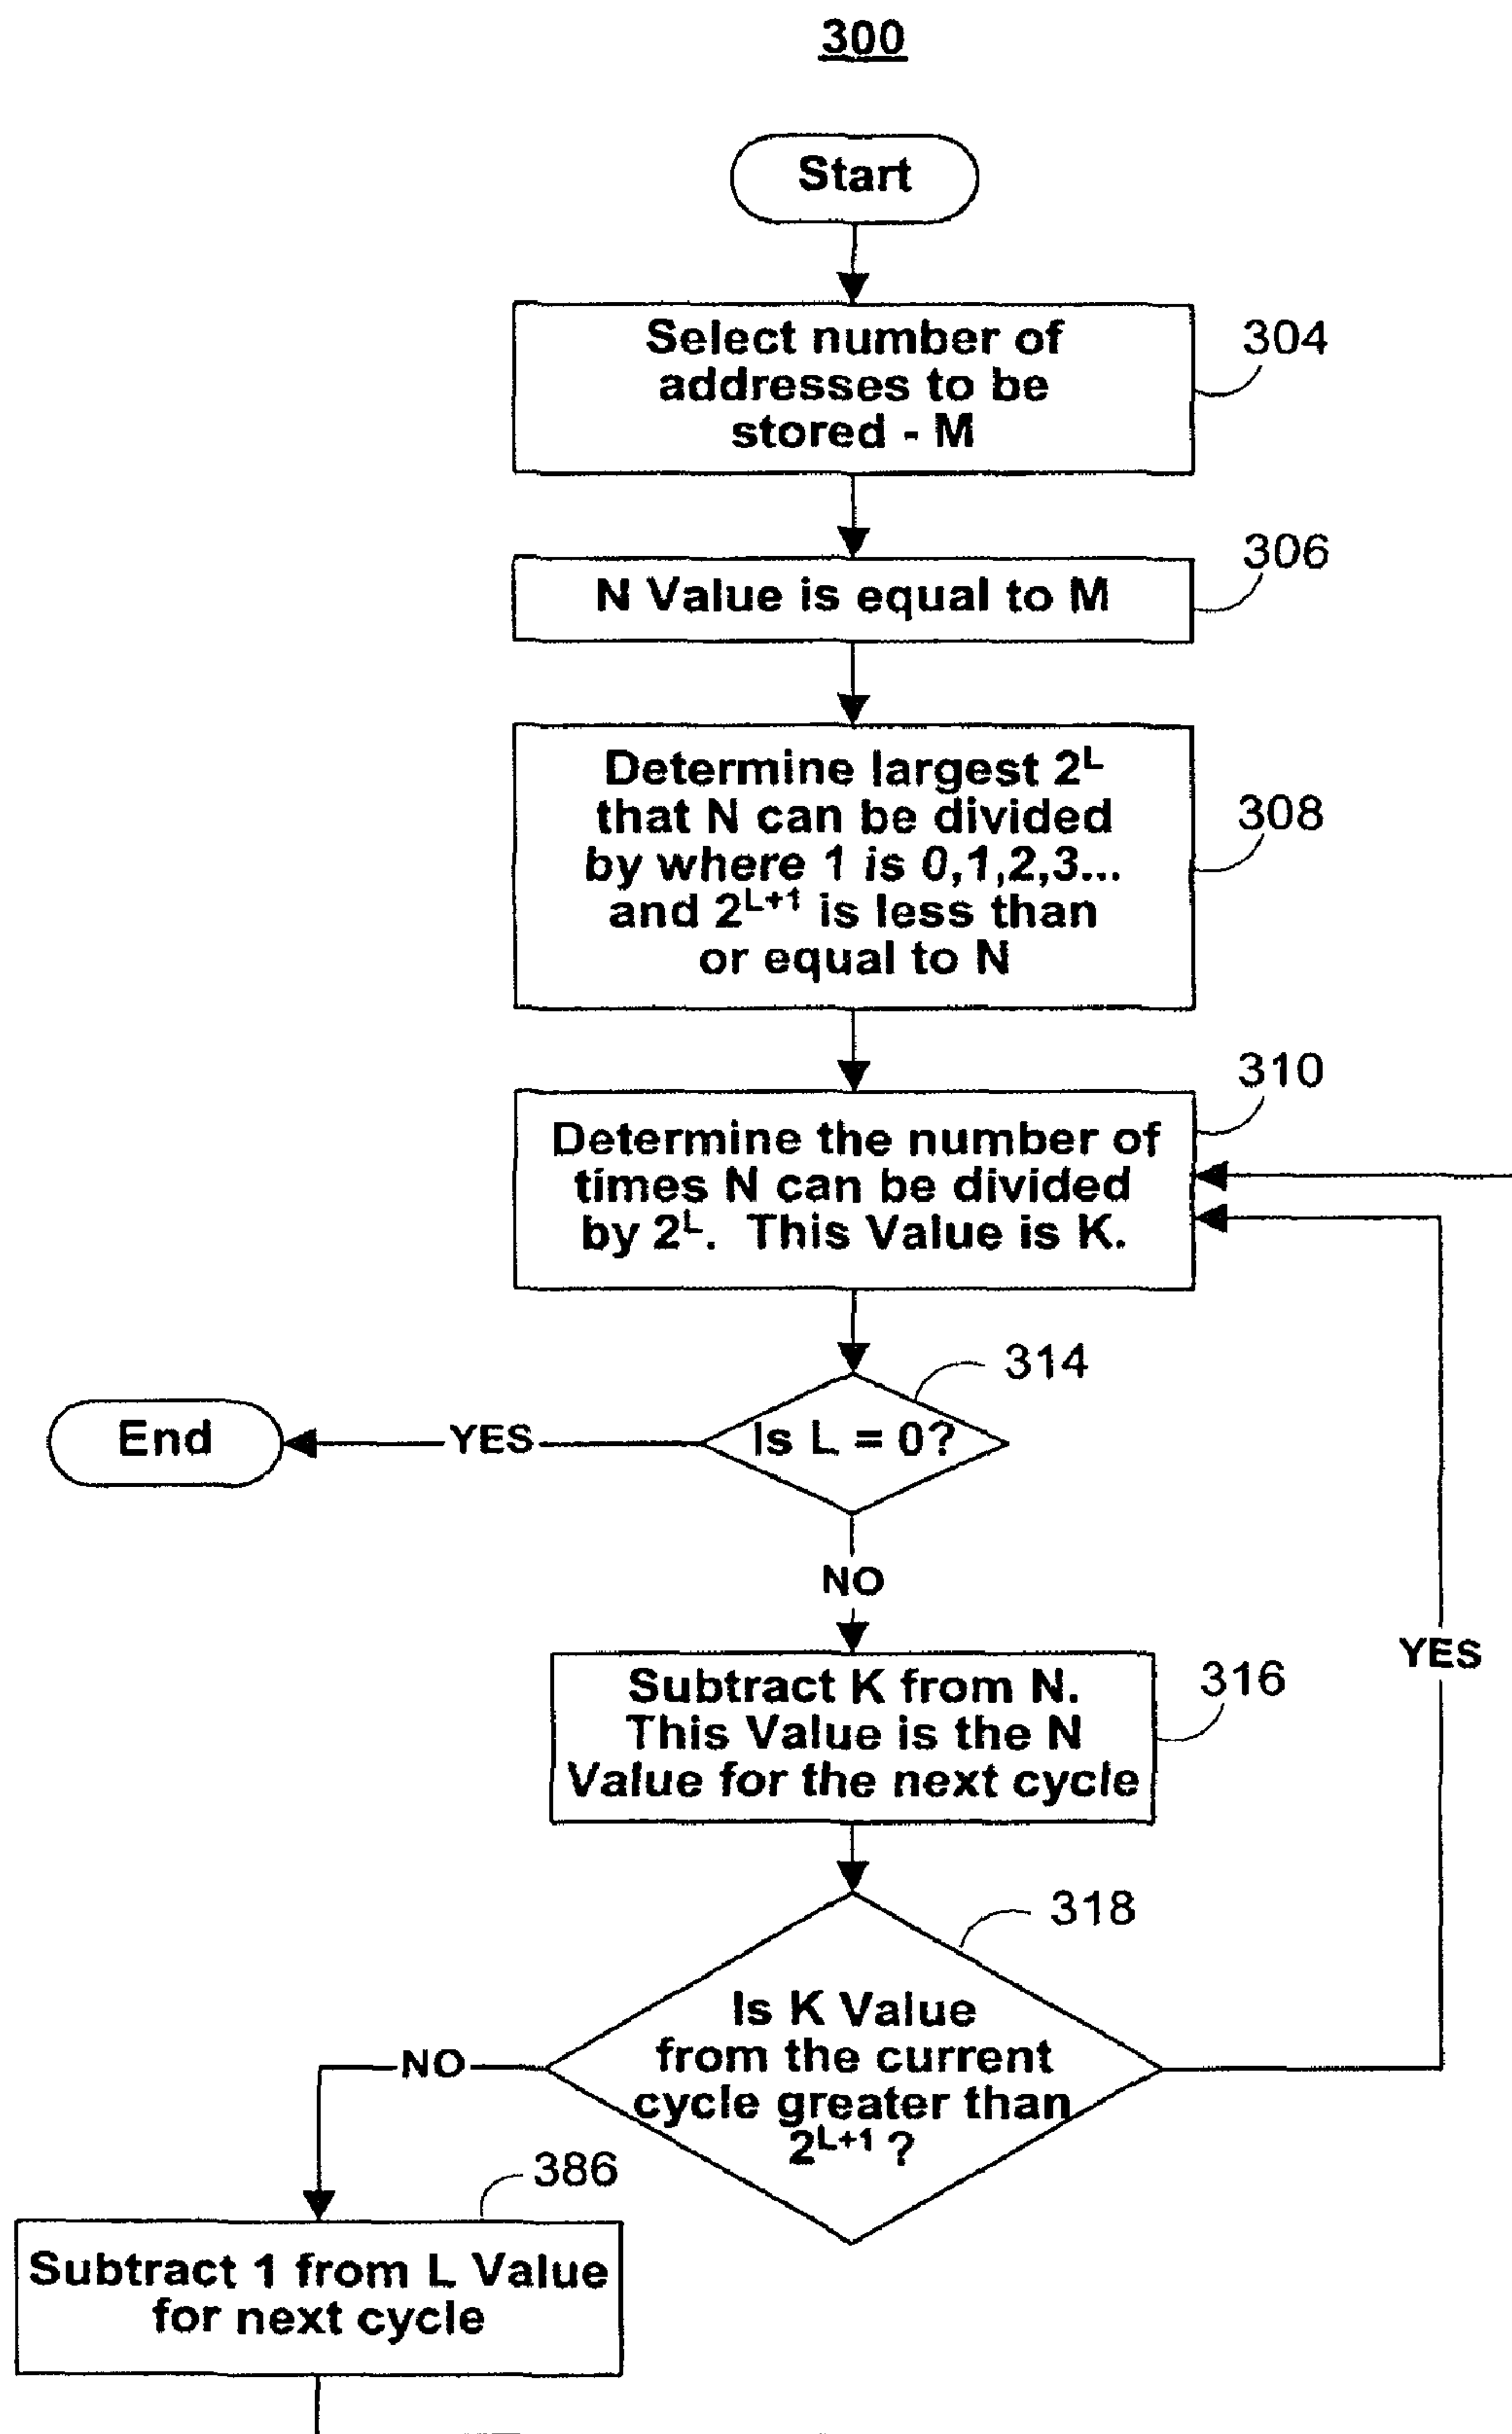 300
Start
Select number of
addresses to be
stored - M
304
N Value is equal to M
306
Determine largest 2^L
that N can be divided
by where 1 is 0,1,2,3...
and 2^L+1 is less than
or equal to N
308
310
Determine the number of
times N can be divided
by 2^L. This Value is K.
314
End
YES
Is L = 0?
NO
YES
Subtract K from N.
This Value is the N
Value for the next cycle
316
318
Is K Value
from the current
cycle greater than
2^L+1 ?
NO
386
Subtract 1 from L Value
for next cycle